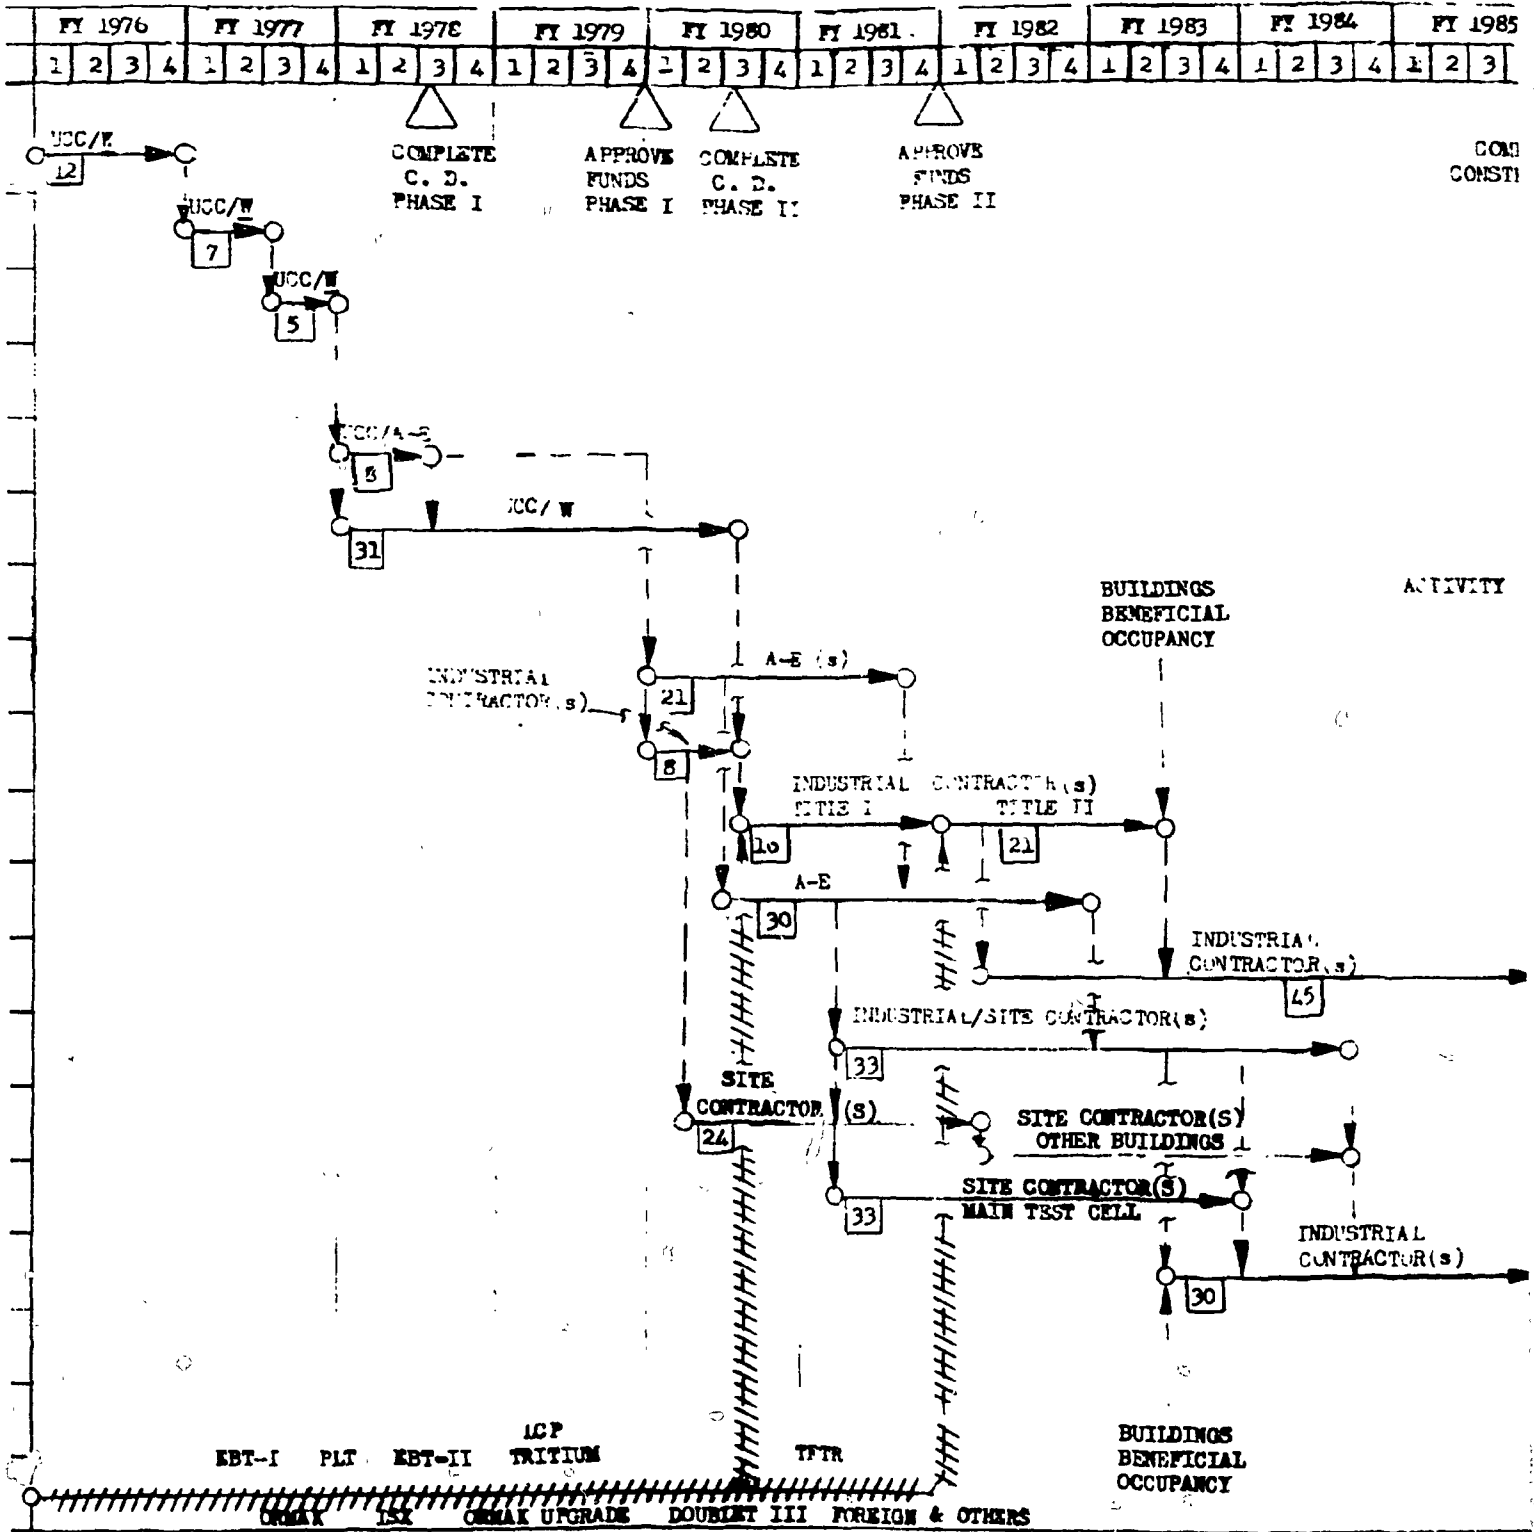 FY 1976 FY 1977 FY 1978 FY 1979 FY 1980 FY 1981 FY 1982 FY 1983 FY 1984 FY 1985
1 2 3 4 1 2 3 4 1 2 3 4 1 2 3 4 1 2 3 4 1 2 3 4 1 2 3 4 1 2 3 4 1 2 3 4 1 2 3
COMPLETE
C. D.
PHASE I
APPROVE
FUNDS
PHASE I
COMPLETE
C. D.
PHASE II
APPROVE
FUNDS
PHASE II
COM
CONST
UCC/W
12
UCC/W
7
UCC/W
5
UCC/A-E
8
UCC/W
31
BUILDINGS
BENEFICIAL
OCCUPANCY
ACTIVITY
A-E (s)
21
INDUSTRIAL
CONTRACTOR(s)
8
INDUSTRIAL CONTRACTOR(s)
TITLE I TITLE II
16
21
A-E
30
INDUSTRIAL
CONTRACTOR(s)
45
INDUSTRIAL/SITE CONTRACTOR(s)
33
SITE
CONTRACTOR (S)
24
SITE CONTRACTOR(S)
OTHER BUILDINGS
SITE CONTRACTOR(S)
MAIN TEST CELL
33
INDUSTRIAL
CONTRACTOR(s)
30
BUILDINGS
BENEFICIAL
OCCUPANCY
EBT-I PLT EBT-II LCP
TRITIUM
TFTR
ORMAK ISX ORMAK UPGRADE DOUBLET III FOREIGN & OTHERS